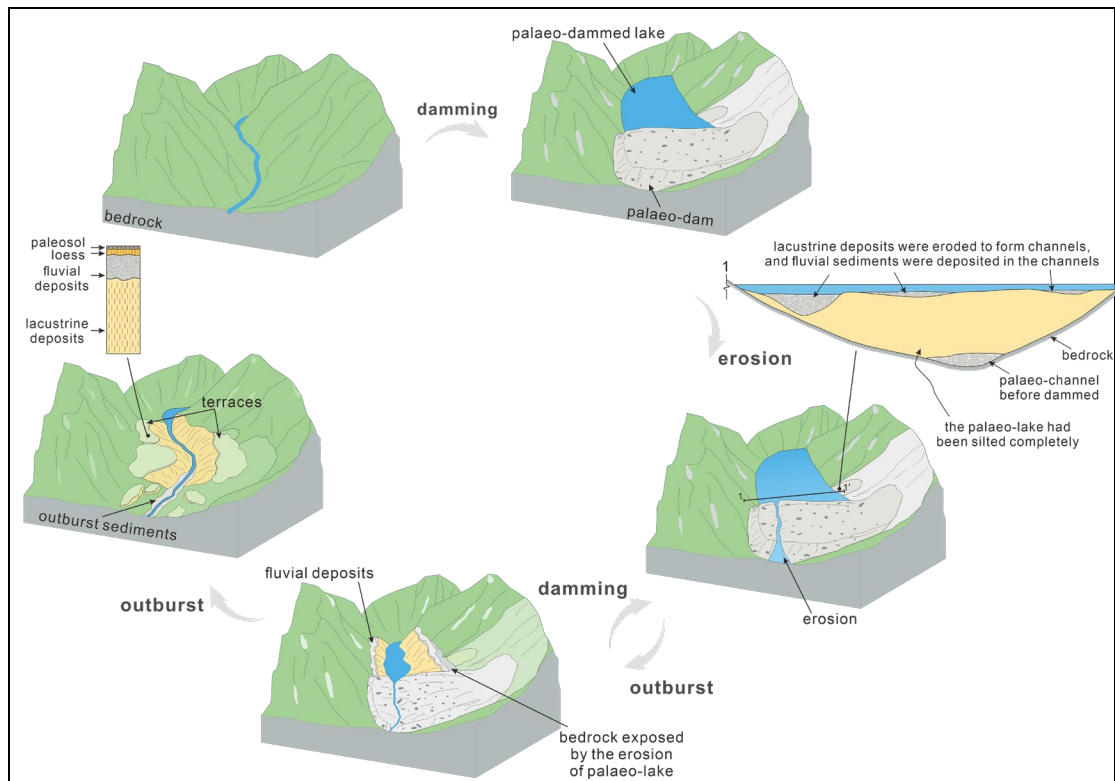 palaeo-dammed lake
damming
palaeo-dam
bedrock
paleosol
loess
fluvial
deposits
lacustrine
deposits
lacustrine deposits were eroded to form channels,
and fluvial sediments were deposited in the channels
1
erosion
bedrock
palaeo-channel
before dammed
the palaeo-lake had
been silted completely
terraces
outburst sediments
1
1'
erosion
fluvial deposits
damming
outburst
outburst
bedrock exposed
by the erosion
of palaeo-lake